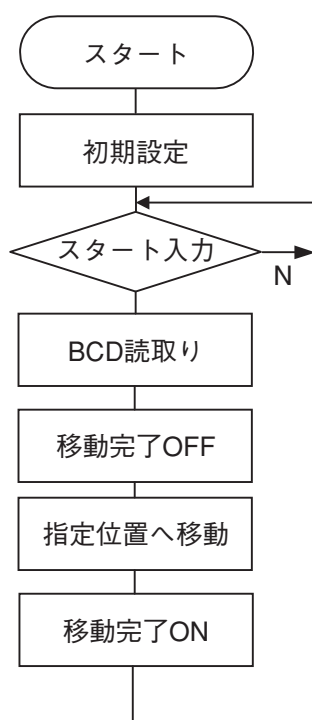 スタート
初期設定
スタート入力
N
BCD読取り
移動完了OFF
指定位置へ移動
移動完了ON